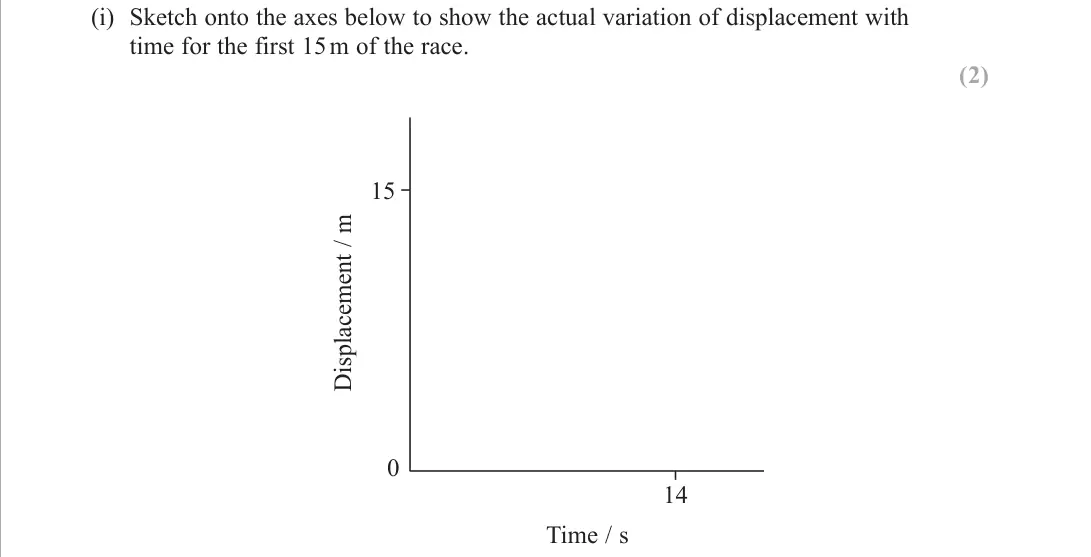 (i) Sketch onto the axes below to show the actual variation of displacement with
time for the first 15 m of the race.
(2)
15
Displacement / m
0
14
Time / s